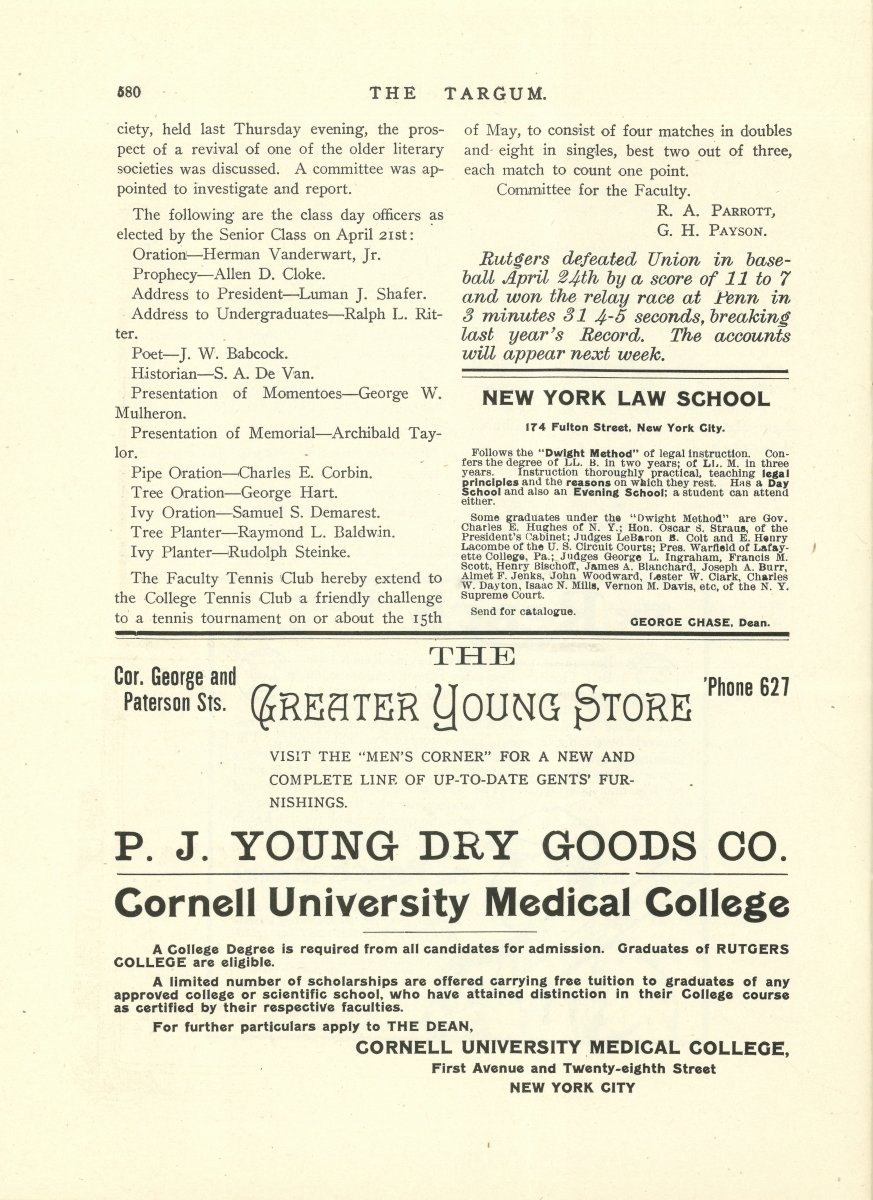 580
THE TARGUM.
ciety, held last Thursday evening, the pros-
pect of a revival of one of the older literary
societies was discussed. A committee was ap-
pointed to investigate and report.
The following are the class day officers as
elected by the Senior Class on April 21st:
Oration—Herman Vanderwart, Jr.
Prophecy—Allen D. Cloke.
Address to President—Luman J. Shafer.
Address to Undergraduates—Ralph L. Rit-
ter.
Poet—J. W. Babcock.
Historian—S. A. De Van.
Presentation of Momentoes—George W.
Mulheron.
Presentation of Memorial—Archibald Tay-
lor.
Pipe Oration—Charles E. Corbin.
Tree Oration—George Hart.
Ivy Oration—Samuel S. Demarest.
Tree Planter—Raymond L. Baldwin.
Ivy Planter—Rudolph Steinke.
The Faculty Tennis Club hereby extend to
the College Tennis Club a friendly challenge
to a tennis tournament on or about the 15th
of May, to consist of four matches in doubles
and eight in singles, best two out of three,
each match to count one point.
Committee for the Faculty.
R. A. PARROTT,
G. H. PAYSON.
Rutgers defeated Union in base-
ball April 24th by a score of 11 to 7
and won the relay race at Penn in
3 minutes 31 4-5 seconds, breaking
last year's Record. The accounts
will appear next week.
NEW YORK LAW SCHOOL
174 Fulton Street, New York City.
Follows the "Dwight Method" of legal instruction. Con-
fers the degree of LL. B. in two years; of LL. M. in three
years. Instruction thoroughly practical, teaching legal
principles and the reasons on which they rest. Has a Day
School and also an Evening School; a student can attend
either.
Some graduates under the "Dwight Method" are Gov.
Charles E. Hughes of N. Y.; Hon. Oscar S. Straus, of the
President's Cabinet; Judges LeBaron B. Colt and E. Henry
Lacombe of the U. S. Circuit Courts; Pres. Warfield of Lafay-
ette College, Pa.; Judges George L. Ingraham, Francis M.
Scott, Henry Bischoff, James A. Blanchard, Joseph A. Burr,
Almet F. Jenks, John Woodward, Lester W. Clark, Charles
W. Dayton, Isaac N. Mills, Vernon M. Davis, etc, of the N. Y.
Supreme Court.
Send for catalogue.
GEORGE CHASE, Dean.
THE
Cor. George and
Paterson Sts.
GREATER YOUNG STORE
'Phone 627
VISIT THE "MEN'S CORNER" FOR A NEW AND
COMPLETE LINE OF UP-TO-DATE GENTS' FUR-
NISHINGS.
P. J. YOUNG DRY GOODS CO.
Cornell University Medical College
A College Degree is required from all candidates for admission. Graduates of RUTGERS
COLLEGE are eligible.
A limited number of scholarships are offered carrying free tuition to graduates of any
approved college or scientific school, who have attained distinction in their College course
as certified by their respective faculties.
For further particulars apply to THE DEAN,
CORNELL UNIVERSITY MEDICAL COLLEGE,
First Avenue and Twenty-eighth Street
NEW YORK CITY